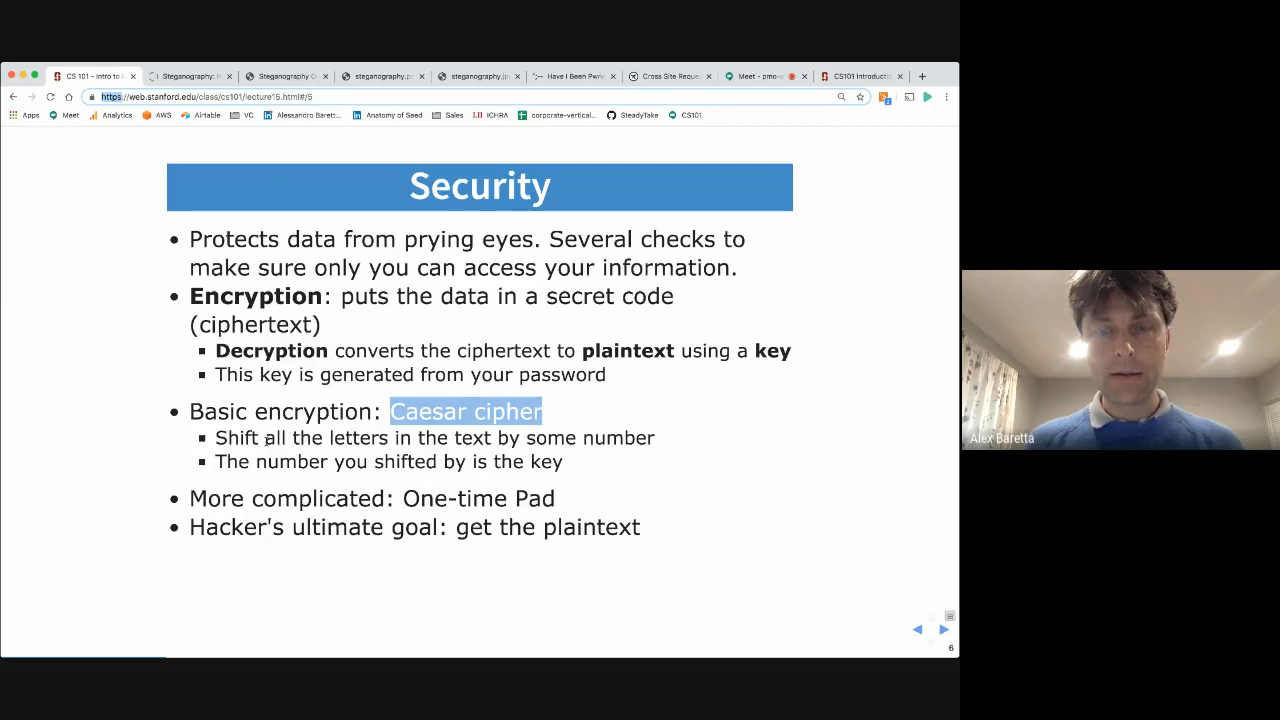 CS 101 - Intro to
Steganography: I
Steganography O
steganography.pr
steganography.jp
Have I Been Pwn
Cross Site Reque
Meet - pmo-
CS101 Introductio
https://web.stanford.edu/class/cs101/lecture15.html#/5
Apps
Meet
Analytics
AWS
Airtable
VC
Alessandro Barett...
Anatomy of Seed
Sales
ICHRA
corporate-vertical...
SteadyTake
CS101
Security
• Protects data from prying eyes. Several checks to
make sure only you can access your information.
• Encryption: puts the data in a secret code
(ciphertext)
▪ Decryption converts the ciphertext to plaintext using a key
▪ This key is generated from your password
• Basic encryption: Caesar cipher
▪ Shift all the letters in the text by some number
▪ The number you shifted by is the key
• More complicated: One-time Pad
• Hacker's ultimate goal: get the plaintext
6
Alex Baretta